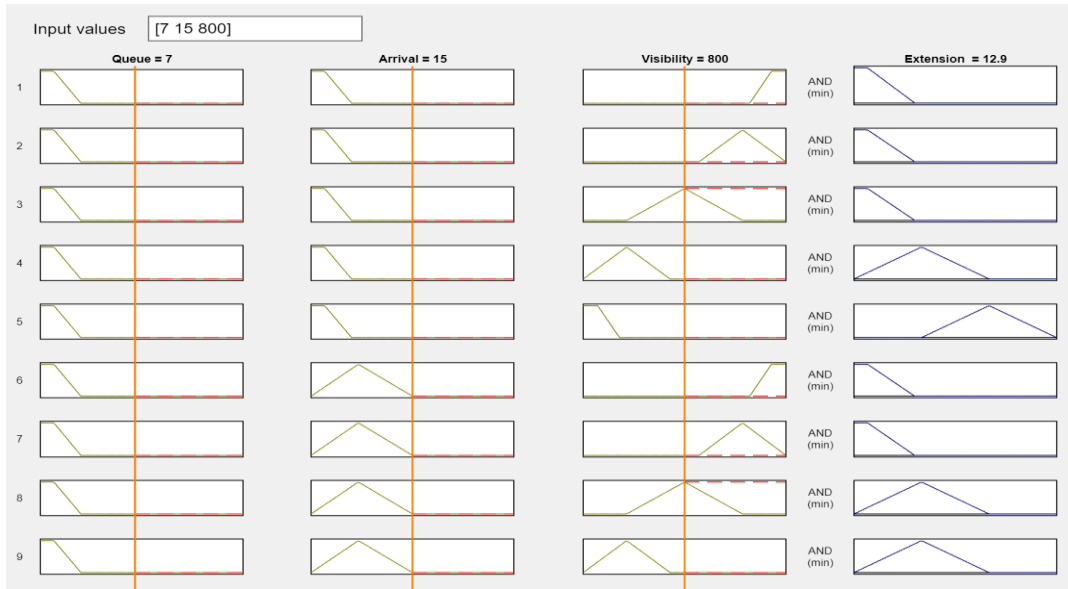 Input values [7 15 800]
Queue = 7 Arrival = 15 Visibility = 800 Extension = 12.9
1 AND
(min)
2 AND
(min)
3 AND
(min)
4 AND
(min)
5 AND
(min)
6 AND
(min)
7 AND
(min)
8 AND
(min)
9 AND
(min)